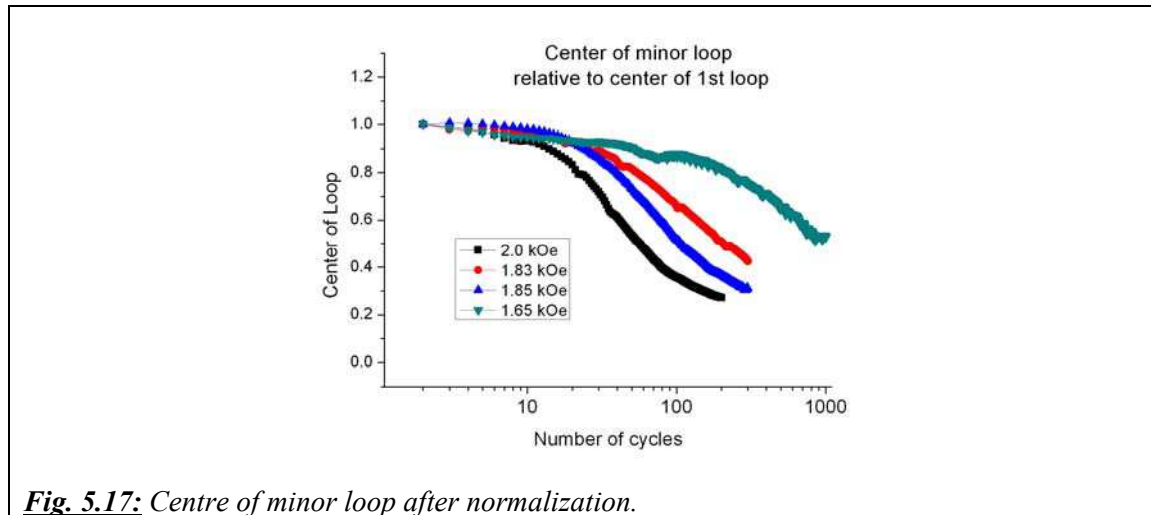 Center of minor loop
relative to center of 1st loop
1.2
1.0
0.8
0.6
0.4
0.2
0.0
Center of Loop
2.0 kOe
1.83 kOe
1.85 kOe
1.65 kOe
10
100
1000
Number of cycles
Fig. 5.17: Centre of minor loop after normalization.